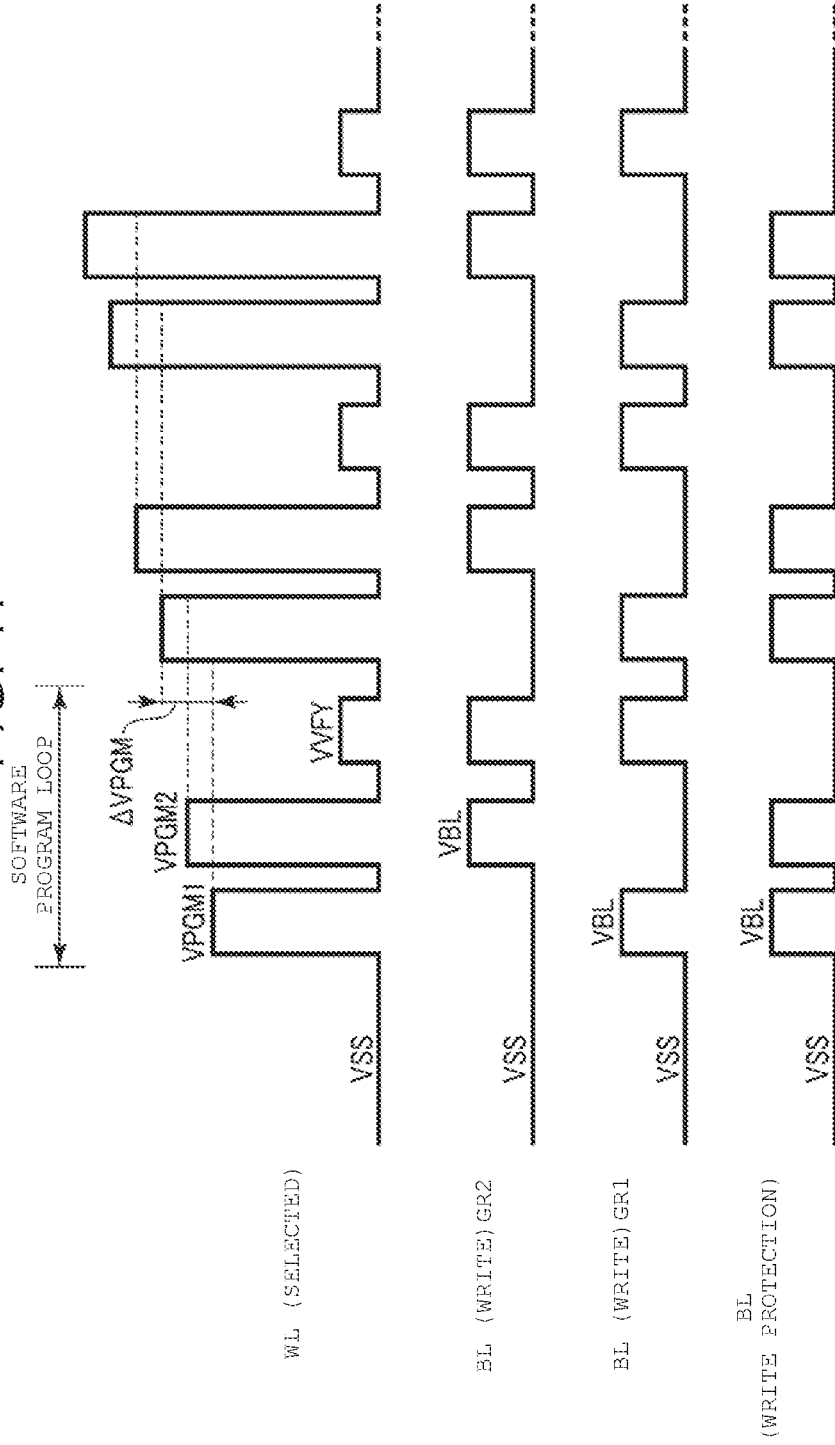 SOFTWARE
PROGRAM LOOP
ΔVPGM
VPGM1
VPGM2
VVFY
WL (SELECTED)
VSS
VBL
BL (WRITE) GR2
VSS
VBL
BL (WRITE) GR1
VSS
VBL
BL
(WRITE PROTECTION)
VSS